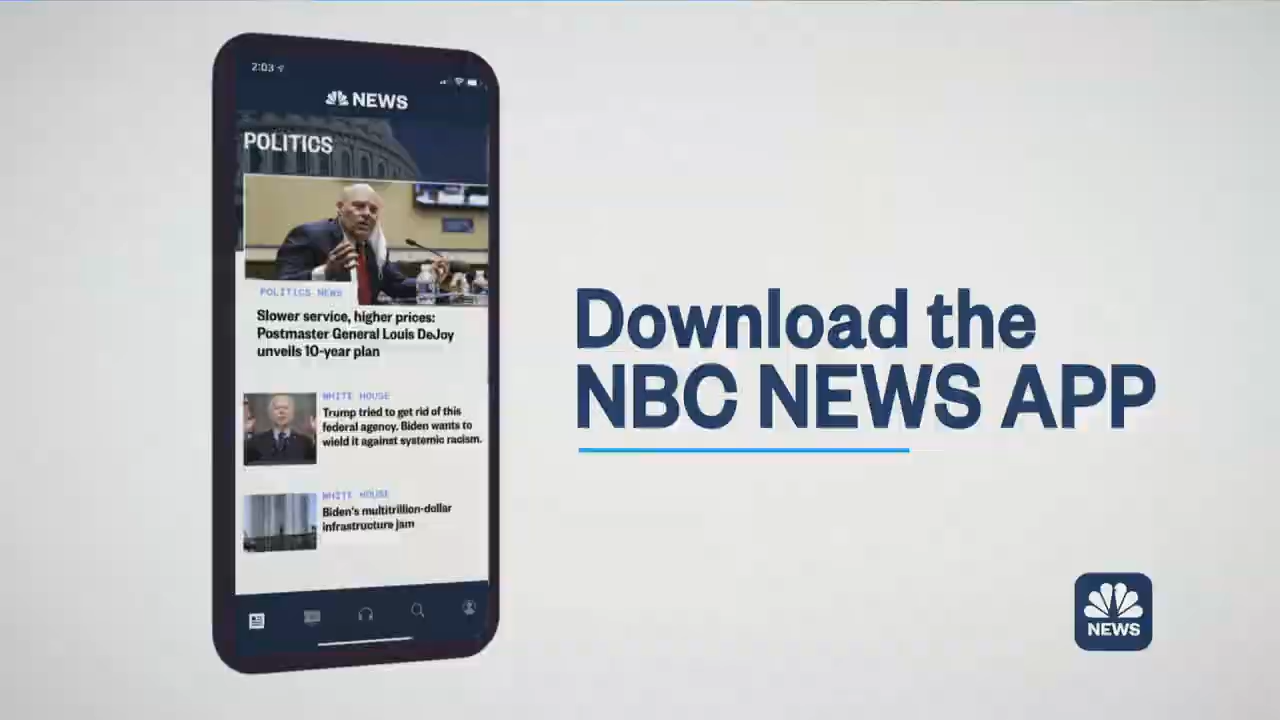 2:03
NEWS
POLITICS
POLITICS NEWS
Slower service, higher prices:
Postmaster General Louis DeJoy
unveils 10-year plan
WHITE HOUSE
Trump tried to get rid of this
federal agency. Biden wants to
wield it against systemic racism.
WHITE HOUSE
Biden's multitrillion-dollar
infrastructure jam
Download the
NBC NEWS APP
NEWS